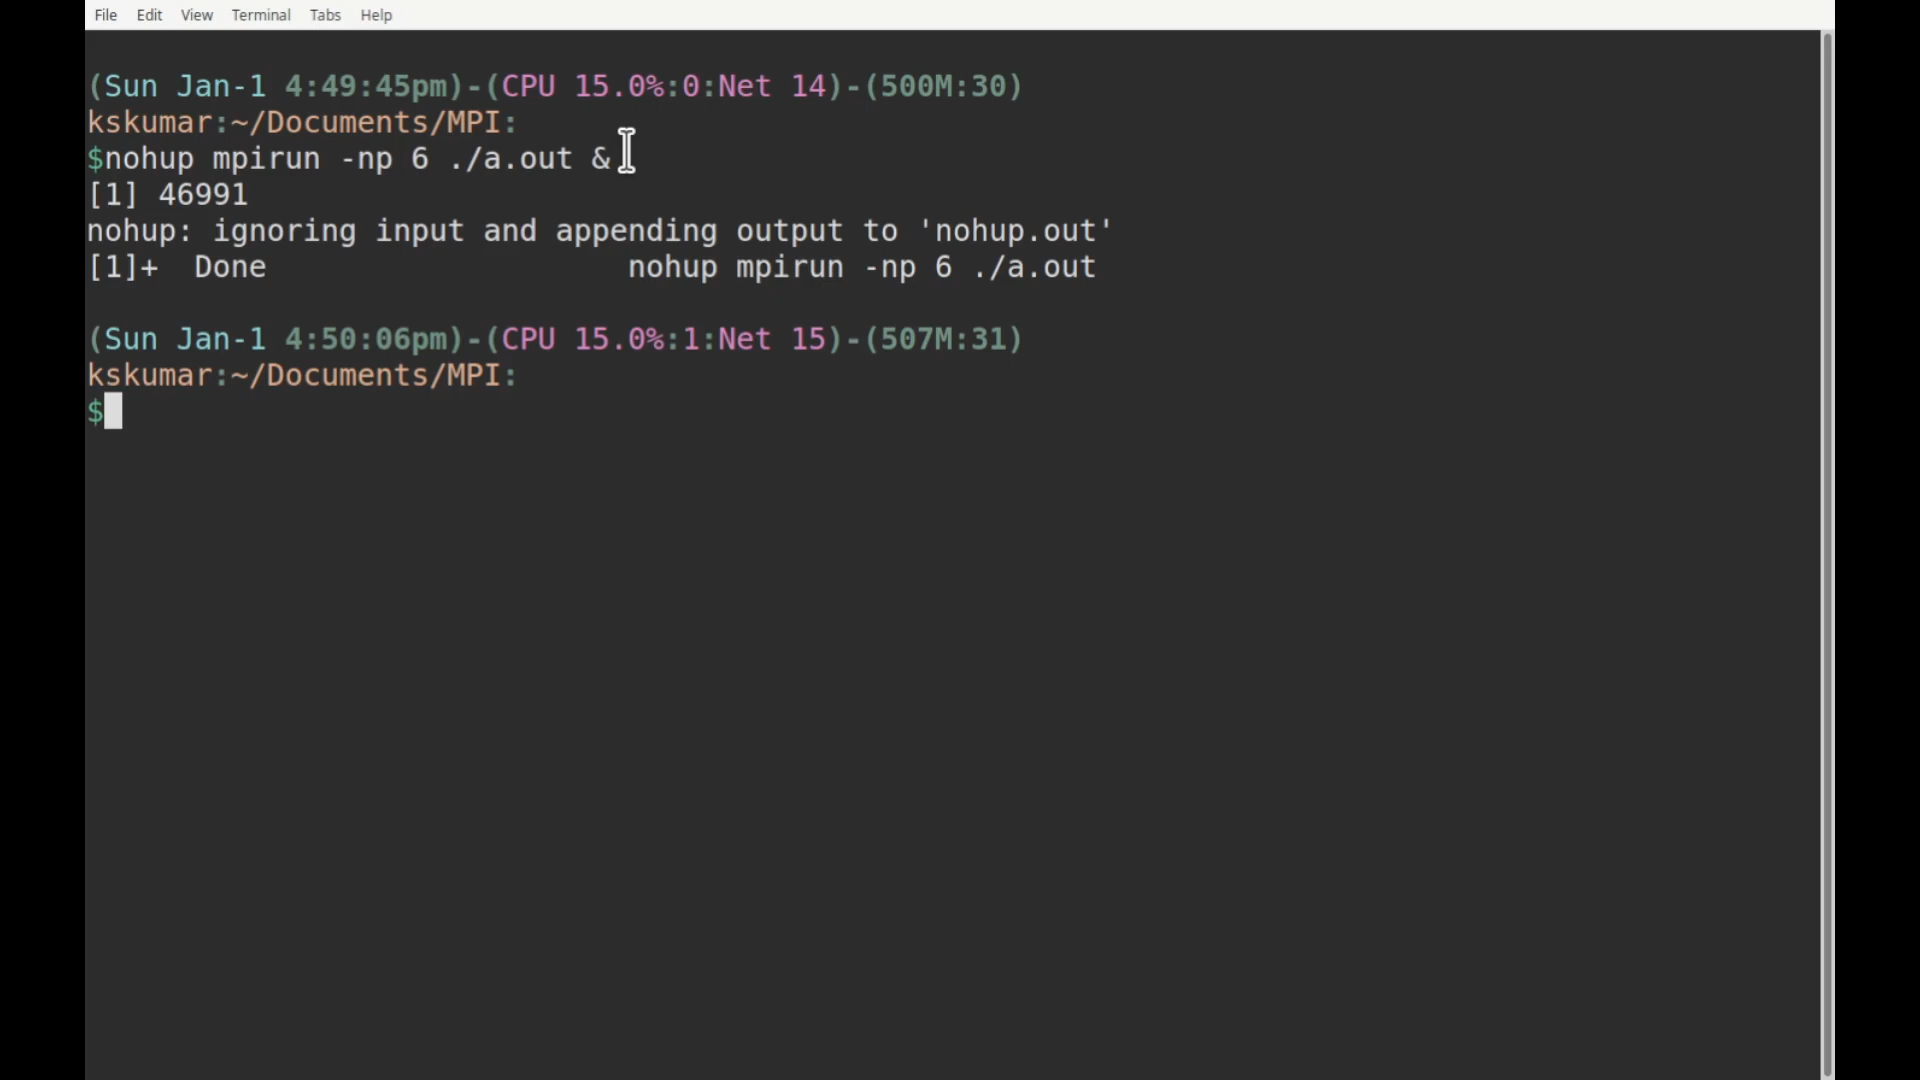 File Edit View Terminal Tabs Help
(Sun Jan-1 4:49:45pm)-(CPU 15.0%:0:Net 14)-(500M:30)
kskumar:~/Documents/MPI:
$nohup mpirun -np 6 ./a.out &
[1] 46991
nohup: ignoring input and appending output to 'nohup.out'
[1]+  Done                    nohup mpirun -np 6 ./a.out
(Sun Jan-1 4:50:06pm)-(CPU 15.0%:1:Net 15)-(507M:31)
kskumar:~/Documents/MPI:
$